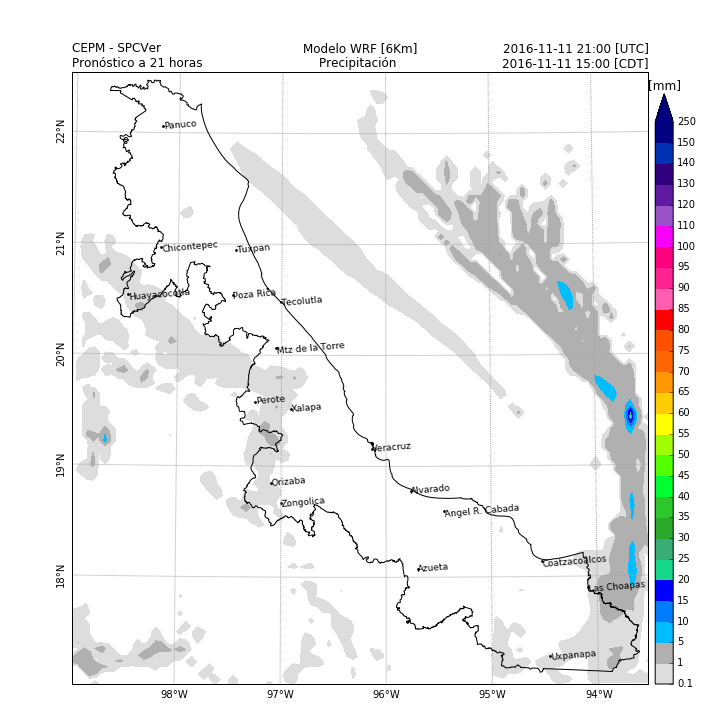 CEPM - SPCVer
Modelo WRF [6Km]
2016-11-11 21:00 [UTC]
Pronóstico a 21 horas
Precipitación
2016-11-11 15:00 [CDT]
[mm]
250
150
140
130
120
110
100
95
90
85
80
75
70
65
60
55
50
45
40
35
30
25
20
15
10
5
1
0.1
22°N
21°N
20°N
19°N
18°N
98°W
97°W
96°W
95°W
94°W
Panuco
Chicontepec
Tuxpan
Huayacocotla
Poza Rica
Tecolutla
Mtz de la Torre
Perote
Xalapa
Veracruz
Orizaba
Zongolica
Alvarado
Angel R. Cabada
Azueta
Coatzacoalcos
Las Choapas
Uxpanapa